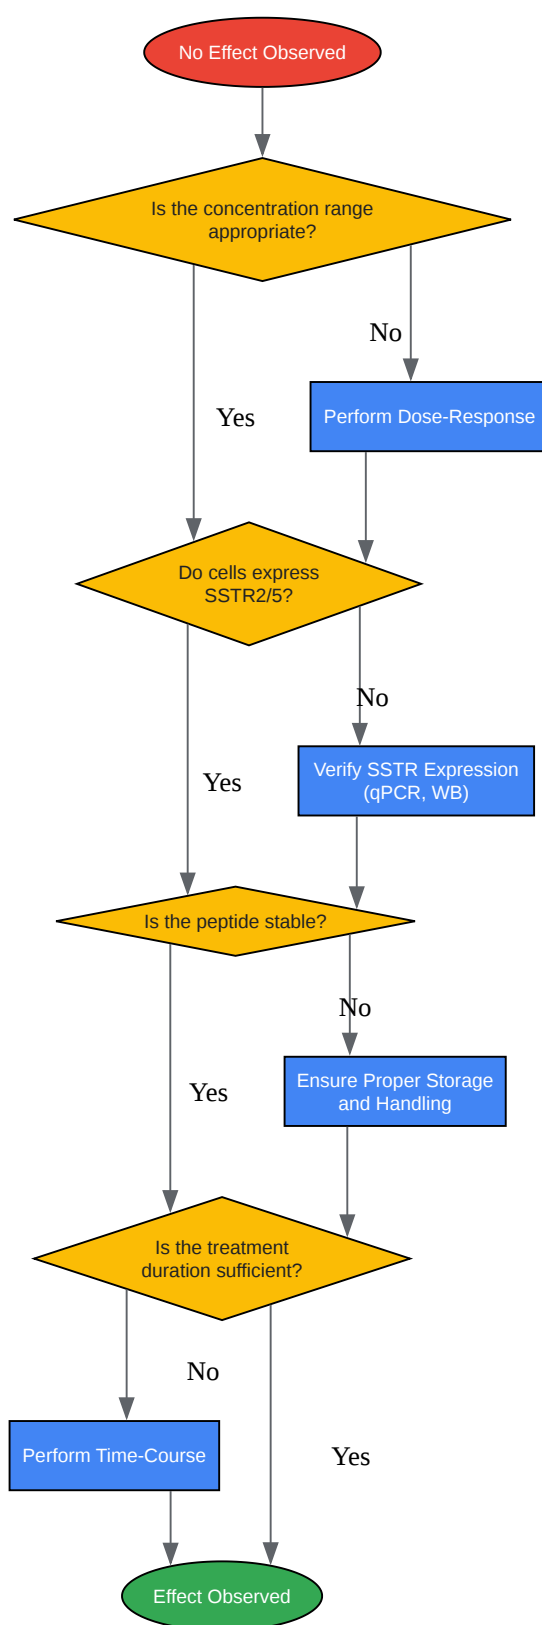 No Effect Observed
Is the concentration range
appropriate?
No
Yes
Perform Dose-Response
Do cells express
SSTR2/5?
No
Yes
Verify SSTR Expression
(qPCR, WB)
Is the peptide stable?
No
Yes
Ensure Proper Storage
and Handling
Is the treatment
duration sufficient?
No
Yes
Perform Time-Course
Effect Observed